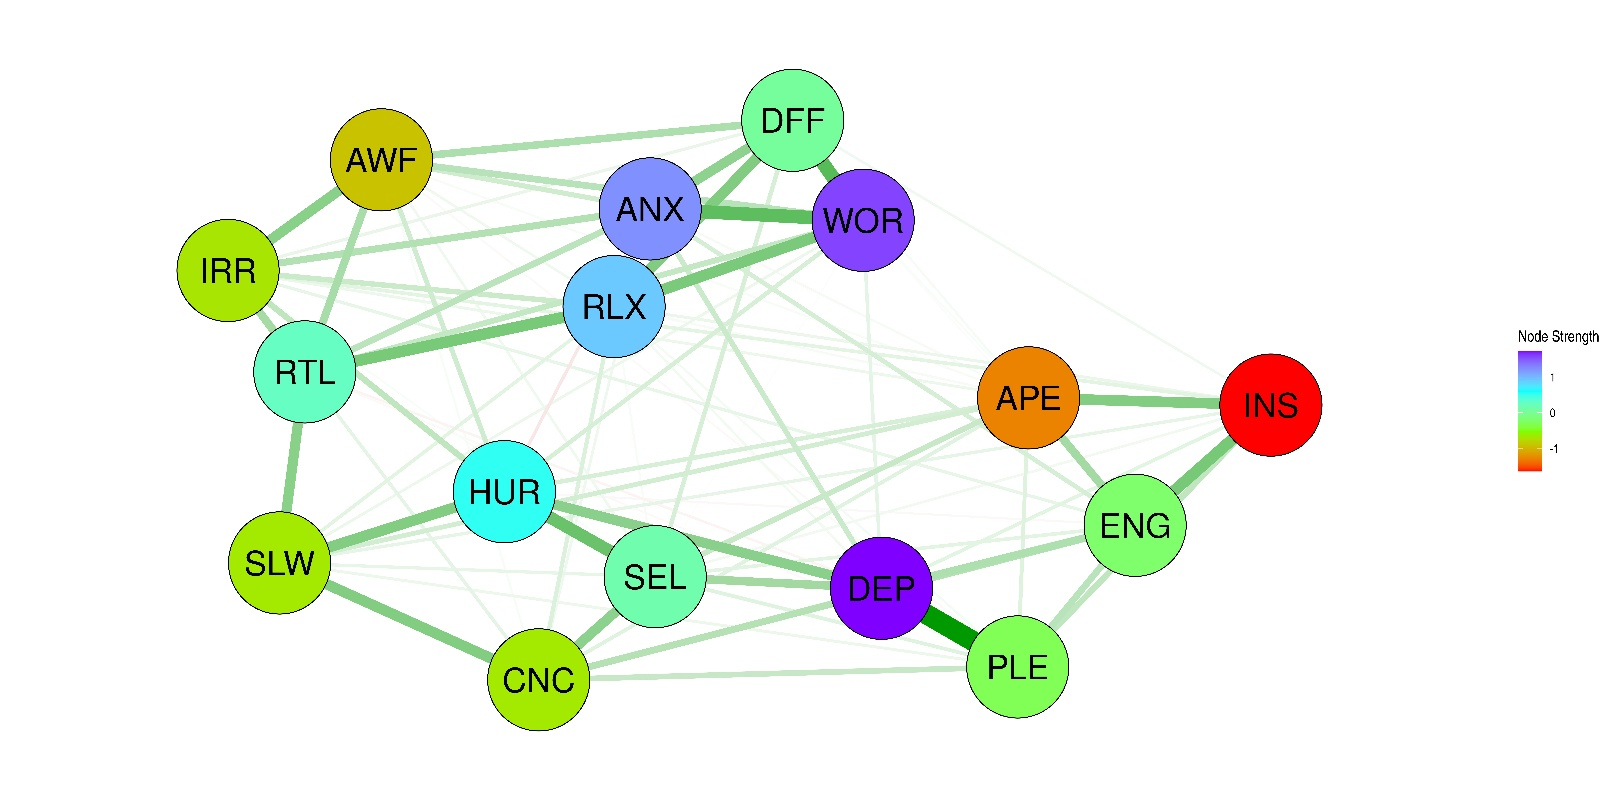 DFF
AWF
ANX
WOR
IRR
RLX
RTL
APE
INS
HUR
ENG
SLW
SEL
DEP
CNC
PLE
Node Strength
1
0
-1